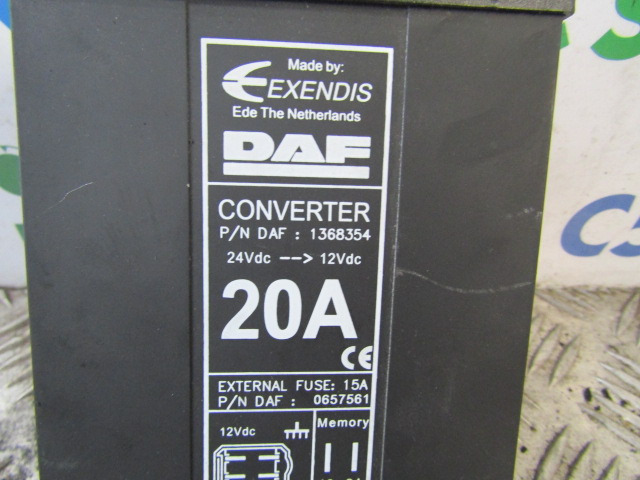 Made by:
EXENDIS
Ede The Netherlands
DAF
CONVERTER
P/N DAF : 1368354
24Vdc --> 12Vdc
20A
CE
EXTERNAL FUSE: 15A
P/N DAF : 0657561
12Vdc
Memory